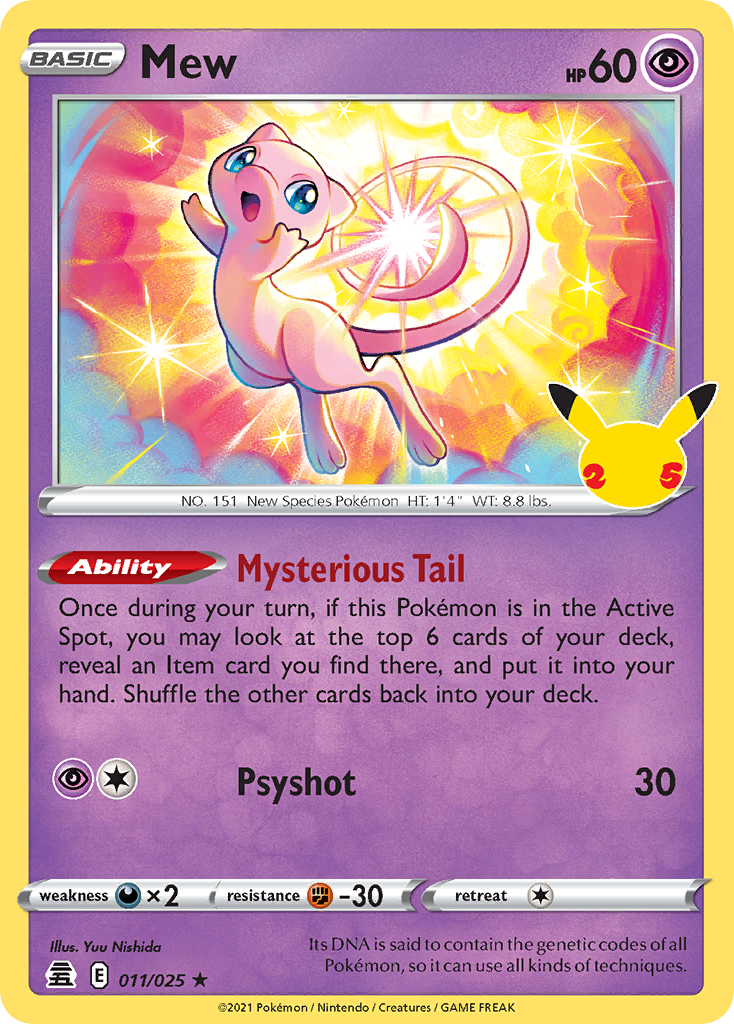 BASIC Mew HP60
25
NO. 151 New Species Pokémon HT: 1'4" WT: 8.8 lbs.
Ability Mysterious Tail
Once during your turn, if this Pokémon is in the Active
Spot, you may look at the top 6 cards of your deck,
reveal an Item card you find there, and put it into your
hand. Shuffle the other cards back into your deck.
Psyshot 30
weakness ×2 resistance -30 retreat
Illus. Yuu Nishida
Its DNA is said to contain the genetic codes of all
Pokémon, so it can use all kinds of techniques.
E 011/025 ★
©2021 Pokémon / Nintendo / Creatures / GAME FREAK